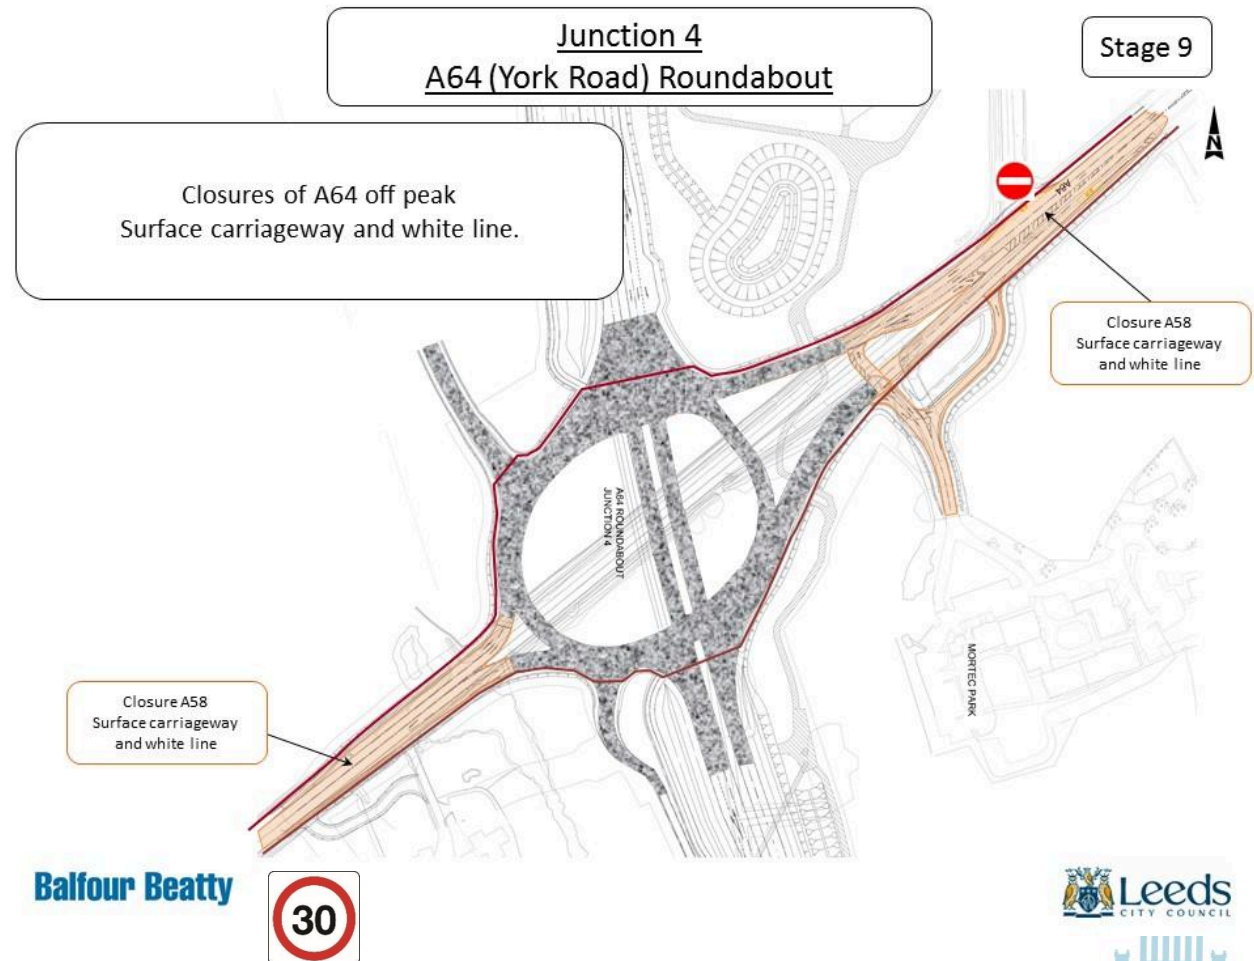 Junction 4
A64 (York Road) Roundabout
Stage 9
Closures of A64 off peak
Surface carriageway and white line.
N
A64
Closure A58
Surface carriageway
and white line
A64 ROUNDABOUT
JUNCTION 4
MORTEC PARK
Closure A58
Surface carriageway
and white line
Balfour Beatty
30
Leeds
CITY COUNCIL